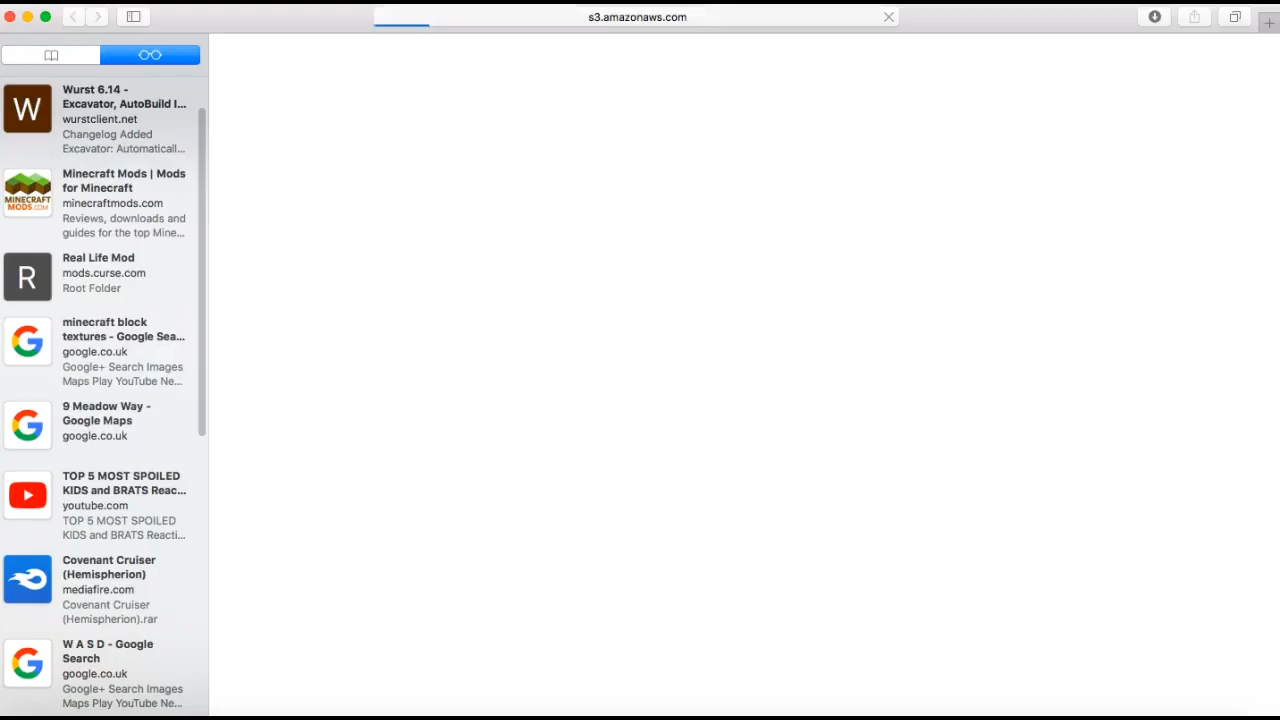 s3.amazonaws.com
W
Wurst 6.14 -
Excavator, AutoBuild I...
wurstclient.net
Changelog Added
Excavator: Automaticall...
MINECRAFT
MODS.COM
Minecraft Mods | Mods
for Minecraft
minecraftmods.com
Reviews, downloads and
guides for the top Mine...
R
Real Life Mod
mods.curse.com
Root Folder
G
minecraft block
textures - Google Sea...
google.co.uk
Google+ Search Images
Maps Play YouTube Ne...
G
9 Meadow Way -
Google Maps
google.co.uk
TOP 5 MOST SPOILED
KIDS and BRATS Reac...
youtube.com
TOP 5 MOST SPOILED
KIDS and BRATS Reacti...
Covenant Cruiser
(Hemispherion)
mediafire.com
Covenant Cruiser
(Hemispherion).rar
G
W A S D - Google
Search
google.co.uk
Google+ Search Images
Maps Play YouTube Ne...